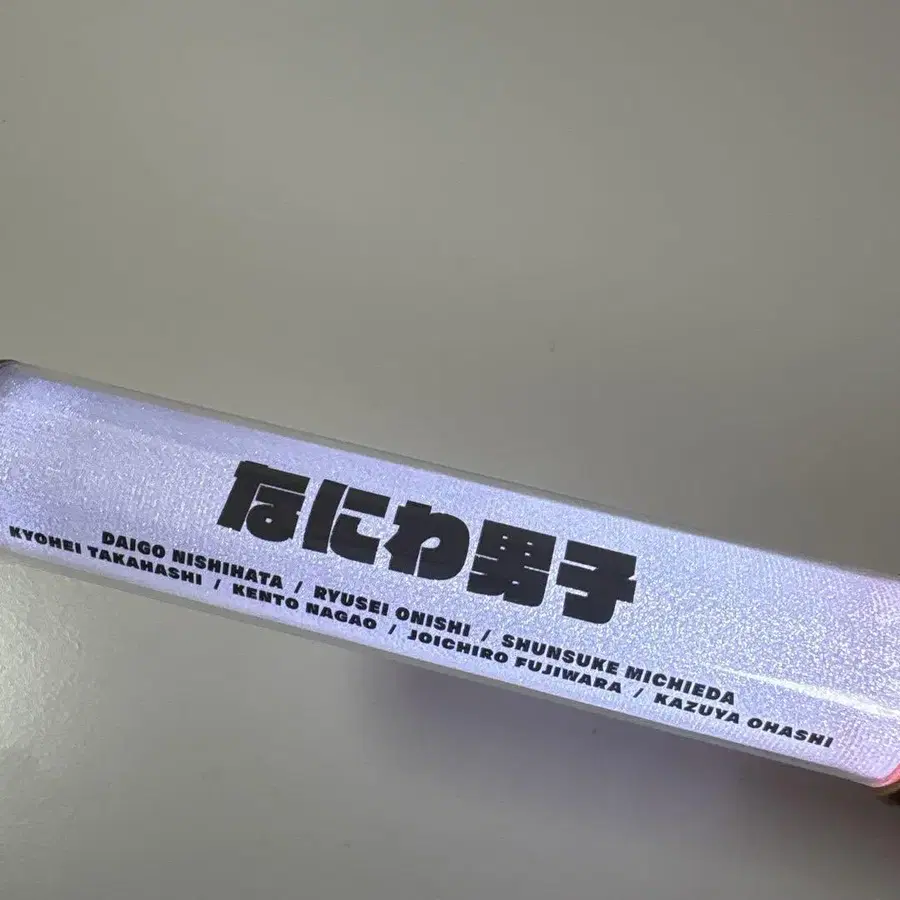 なにわ男子
DAIGO NISHIHATA / RYUSEI ONISHI / SHUNSUKE MICHIEDA
KYOHEI TAKAHASHI / KENTO NAGAO / JOICHIRO FUJIWARA / KAZUYA OHASHI